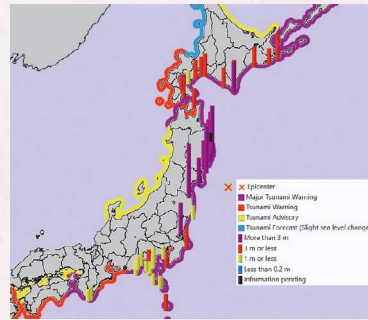 Epicenter
Major Tsunami Warning
Tsunami Warning
Tsunami Advisory
Tsunami Forecast (Slight sea level change
More than 3 m
3 m or less
1 m or less
Less than 0.2 m
Information pending